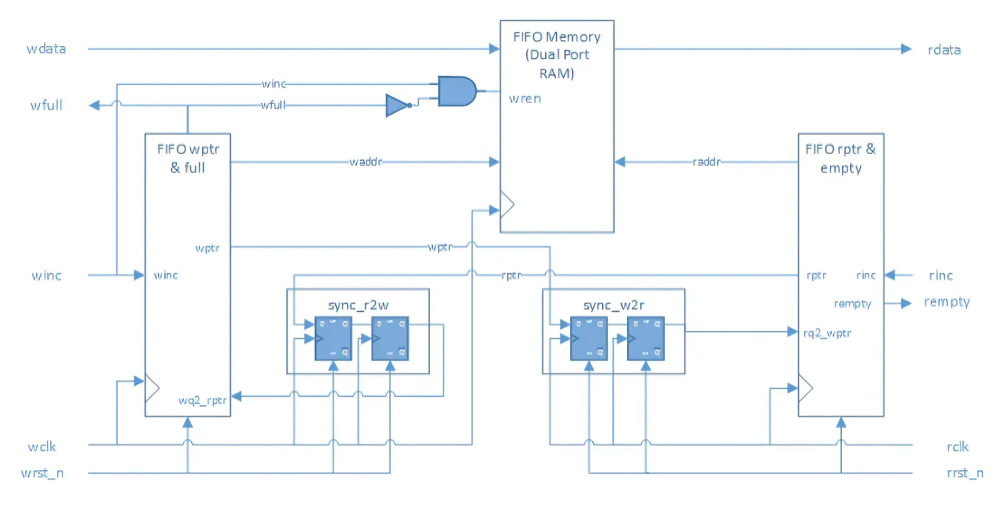 wdata
FIFO Memory
(Dual Port
RAM)
rdata
winc
wfull
wfull
wren
FIFO wptr
& full
waddr
raddr
FIFO rptr &
empty
wptr
wptr
winc
winc
rptr
rptr
rinc
rinc
rempty
rempty
sync_r2w
sync_w2r
rq2_wptr
wq2_rptr
wclk
rclk
wrst_n
rrst_n